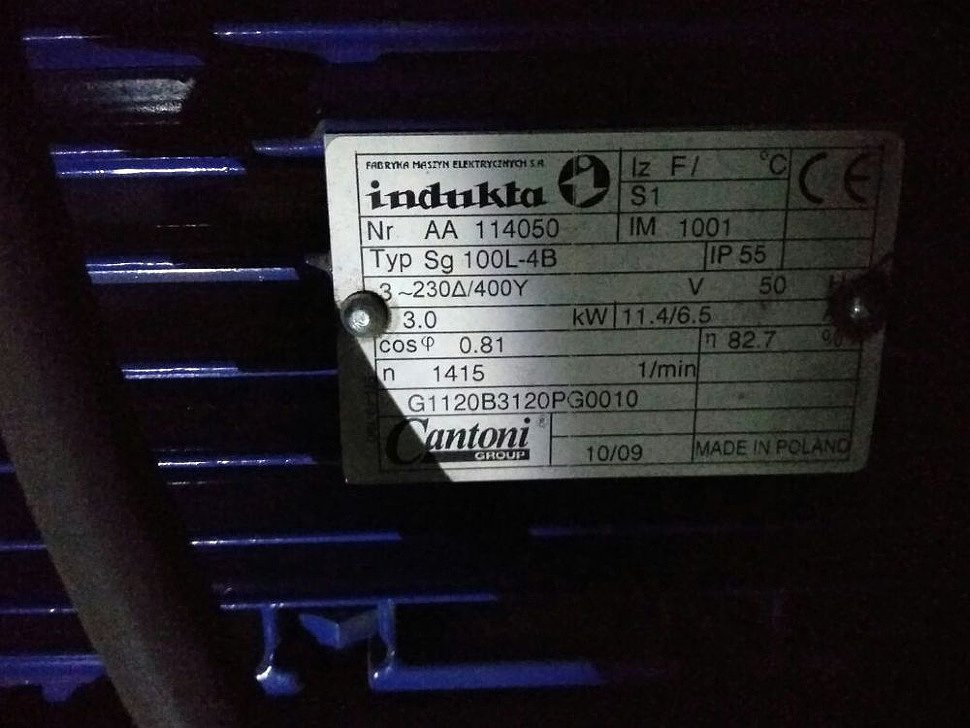 FABRYKA MASZYN ELEKTRYCZNYCH S.A.
indukta
Iz F/ °C
S1
CE
Nr AA 114050
IM 1001
Typ Sg 100L-4B
IP 55
3~230Δ/400Y V 50
3.0 kW 11.4/6.5
cosφ 0.81
η 82.7 %
n 1415 1/min
G1120B3120PG0010
Cantoni®
GROUP
10/09
MADE IN POLAND